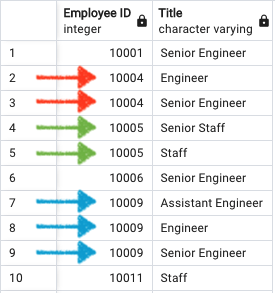 Employee ID Title
integer character varying
1 10001 Senior Engineer
2 10004 Engineer
3 10004 Senior Engineer
4 10005 Senior Staff
5 10005 Staff
6 10006 Senior Engineer
7 10009 Assistant Engineer
8 10009 Engineer
9 10009 Senior Engineer
10 10011 Staff